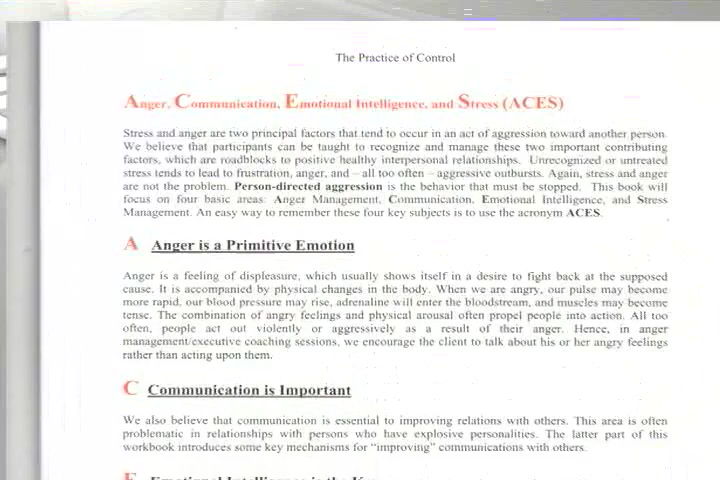 The Practice of Control
Anger, Communication, Emotional Intelligence, and Stress (ACES)
Stress and anger are two principal factors that tend to occur in an act of aggression toward another person.
We believe that participants can be taught to recognize and manage these two important contributing
factors, which are roadblocks to positive healthy interpersonal relationships. Unrecognized or untreated
stress tends to lead to frustration, anger, and – all too often – aggressive outbursts. Again, stress and anger
are not the problem. Person-directed aggression is the behavior that must be stopped. This book will
focus on four basic areas: Anger Management, Communication, Emotional Intelligence, and Stress
Management. An easy way to remember these four key subjects is to use the acronym ACES.
A Anger is a Primitive Emotion
Anger is a feeling of displeasure, which usually shows itself in a desire to fight back at the supposed
cause. It is accompanied by physical changes in the body. When we are angry, our pulse may become
more rapid, our blood pressure may rise, adrenaline will enter the bloodstream, and muscles may become
tense. The combination of angry feelings and physical arousal often propel people into action. All too
often, people act out violently or aggressively as a result of their anger. Hence, in anger
management/executive coaching sessions, we encourage the client to talk about his or her angry feelings
rather than acting upon them.
C Communication is Important
We also believe that communication is essential to improving relations with others. This area is often
problematic in relationships with persons who have explosive personalities. The latter part of this
workbook introduces some key mechanisms for “improving” communications with others.
E Emotional Intelligence is the Key